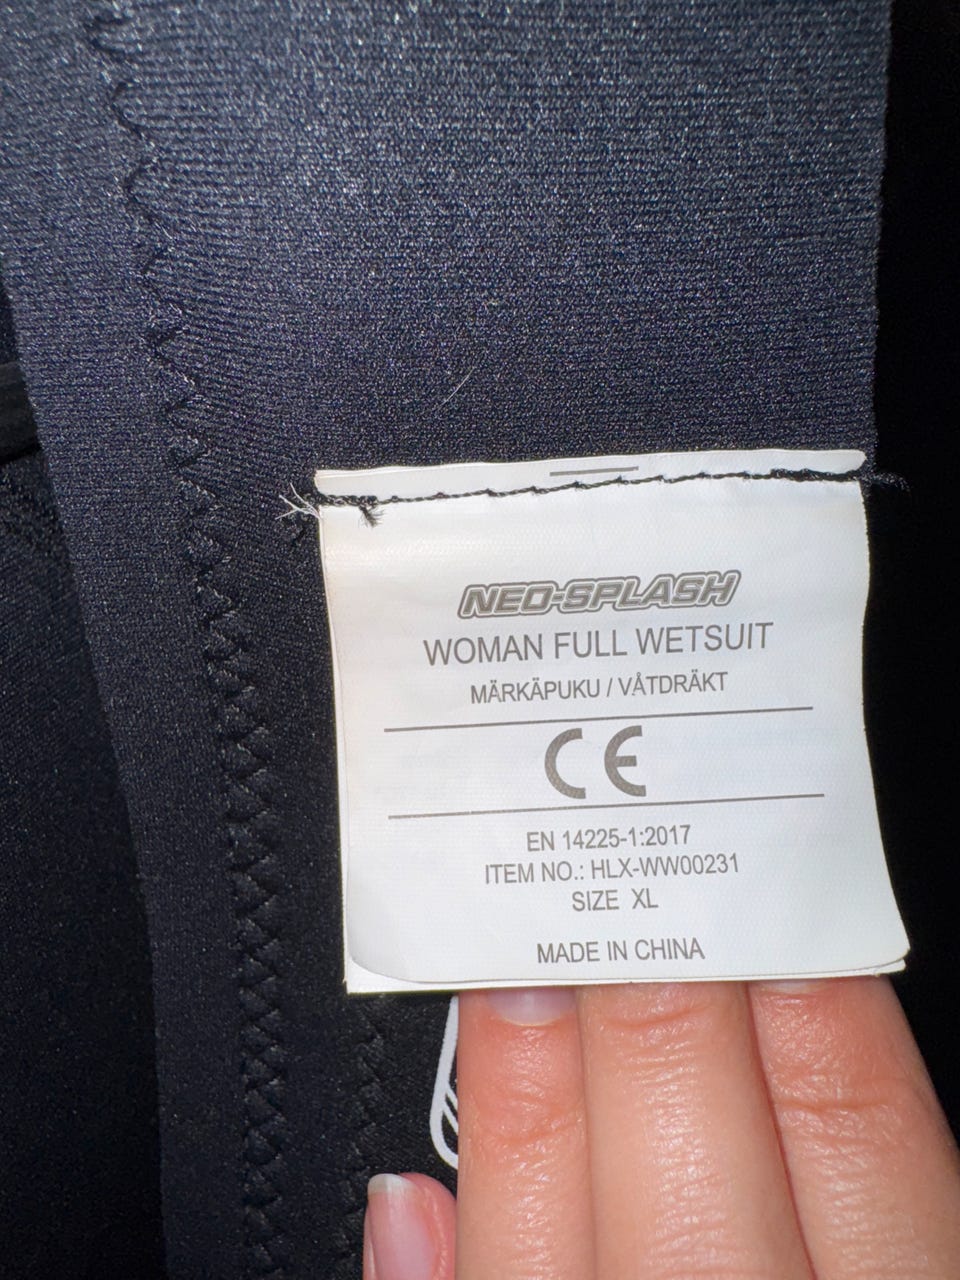 NEO-SPLASH
WOMAN FULL WETSUIT
MÄRKÄPUKU / VÅTDRÄKT
CE
EN 14225-1:2017
ITEM NO.: HLX-WW00231
SIZE XL
MADE IN CHINA